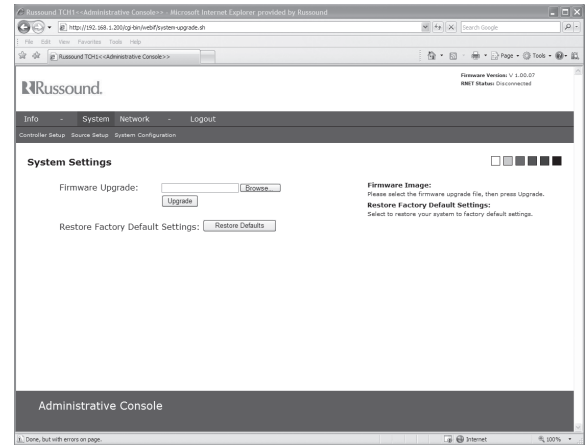 Russound TCH1<<Administrative Console>> - Microsoft Internet Explorer provided by Russound
http://192.168.1.200/cgi-bin/webif/system-upgrade.sh
Search Google
File Edit View Favorites Tools Help
Russound TCH1<<Administrative Console>>
Page Tools
Russound.
Firmware Version: V 1.00.07
RNET Status: Disconnected
Info - System Network - Logout
Controller Setup Source Setup System Configuration
System Settings
Firmware Upgrade: Browse...
Upgrade
Restore Factory Default Settings: Restore Defaults
Firmware Image:
Please select the firmware upgrade file, then press Upgrade.
Restore Factory Default Settings:
Select to restore your system to factory default settings.
Administrative Console
Done, but with errors on page.
Internet
100%